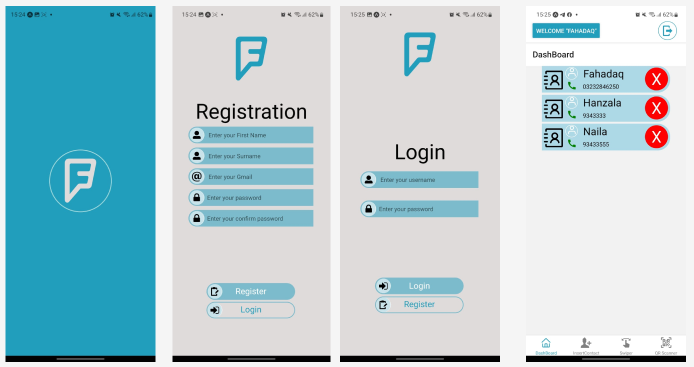 15:24
62%
15:24
62%
Registration
Enter your First Name
Enter your Surname
Enter your Gmail
Enter your password
Enter your confirm password
Register
Login
15:25
62%
Login
Enter your username
Enter your password
Login
Register
15:25
62%
WELCOME "FAHADAQ"
DashBoard
Fahadaq
03232846250
X
Hanzala
9343333
X
Naila
93433555
X
DashBoard InsertContact Swiper QR Scanner